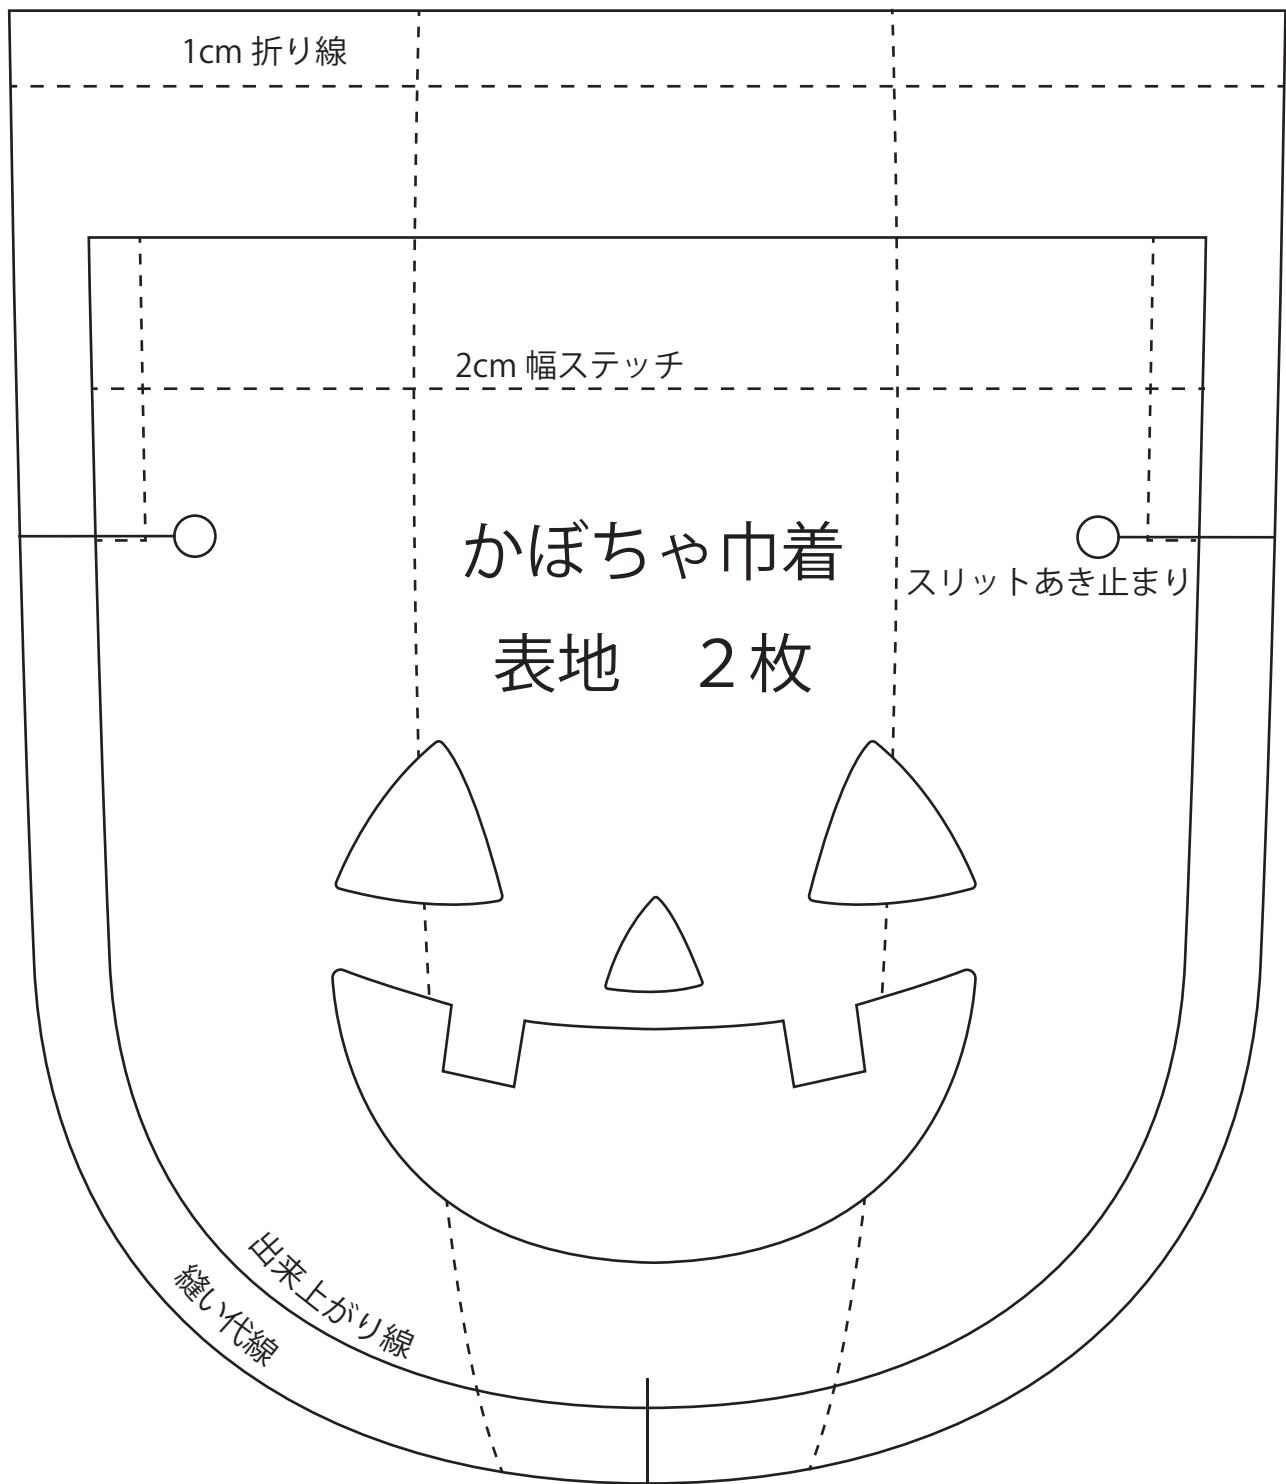 1cm 折り線
2cm 幅ステッチ
かぼちゃ巾着
スリットあき止まり
表地　２枚
出来上がり線
縫い代線